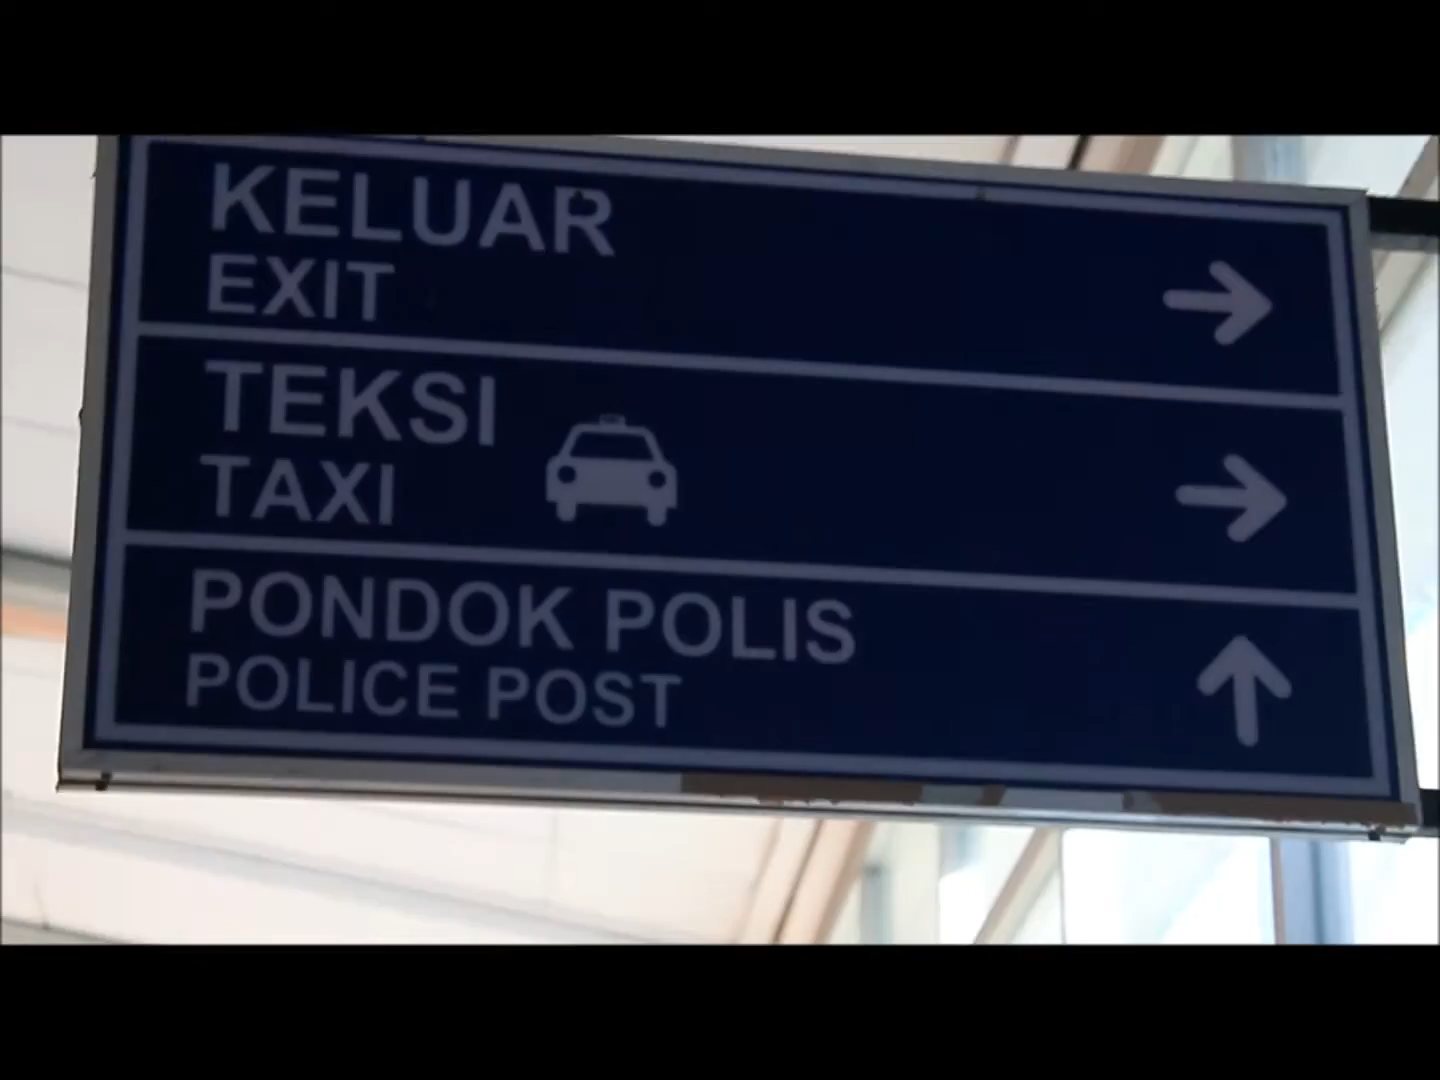 KELUAR
EXIT
TEKSI
TAXI
PONDOK POLIS
POLICE POST